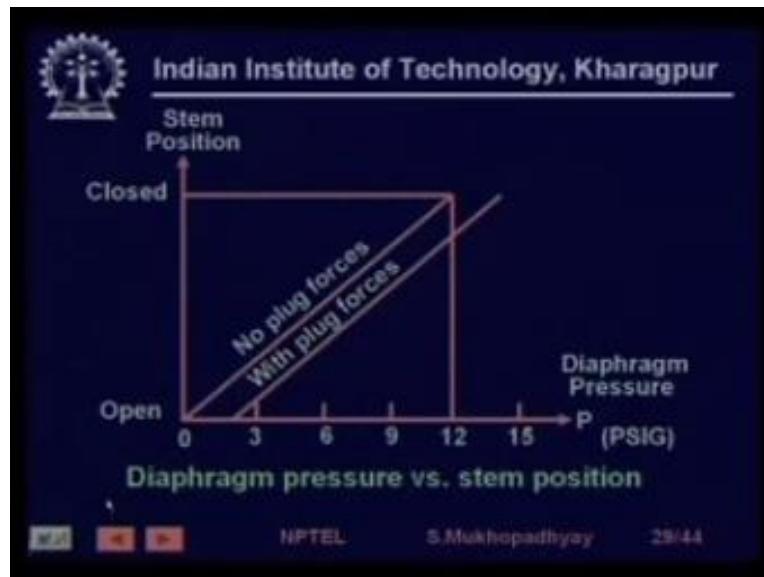 Indian Institute of Technology, Kharagpur
Stem
Position
Closed
No plug forces
With plug forces
Diaphragm
Pressure
Open
P
(PSIG)
0 3 6 9 12 15
Diaphragm pressure vs. stem position
NPTEL S.Mukhopadhyay 29/44